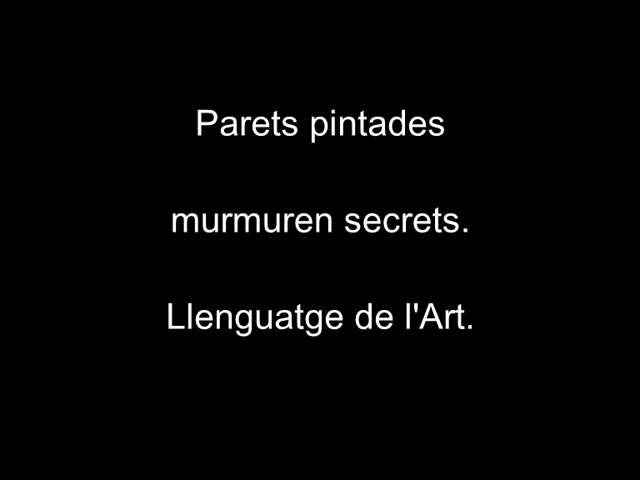 Parets pintades
murmuren secrets.
Llenguatge de l'Art.